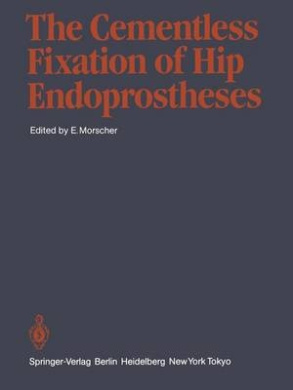 The Cementless
Fixation of Hip
Endoprostheses
Edited by E. Morscher
Springer-Verlag Berlin Heidelberg New York Tokyo